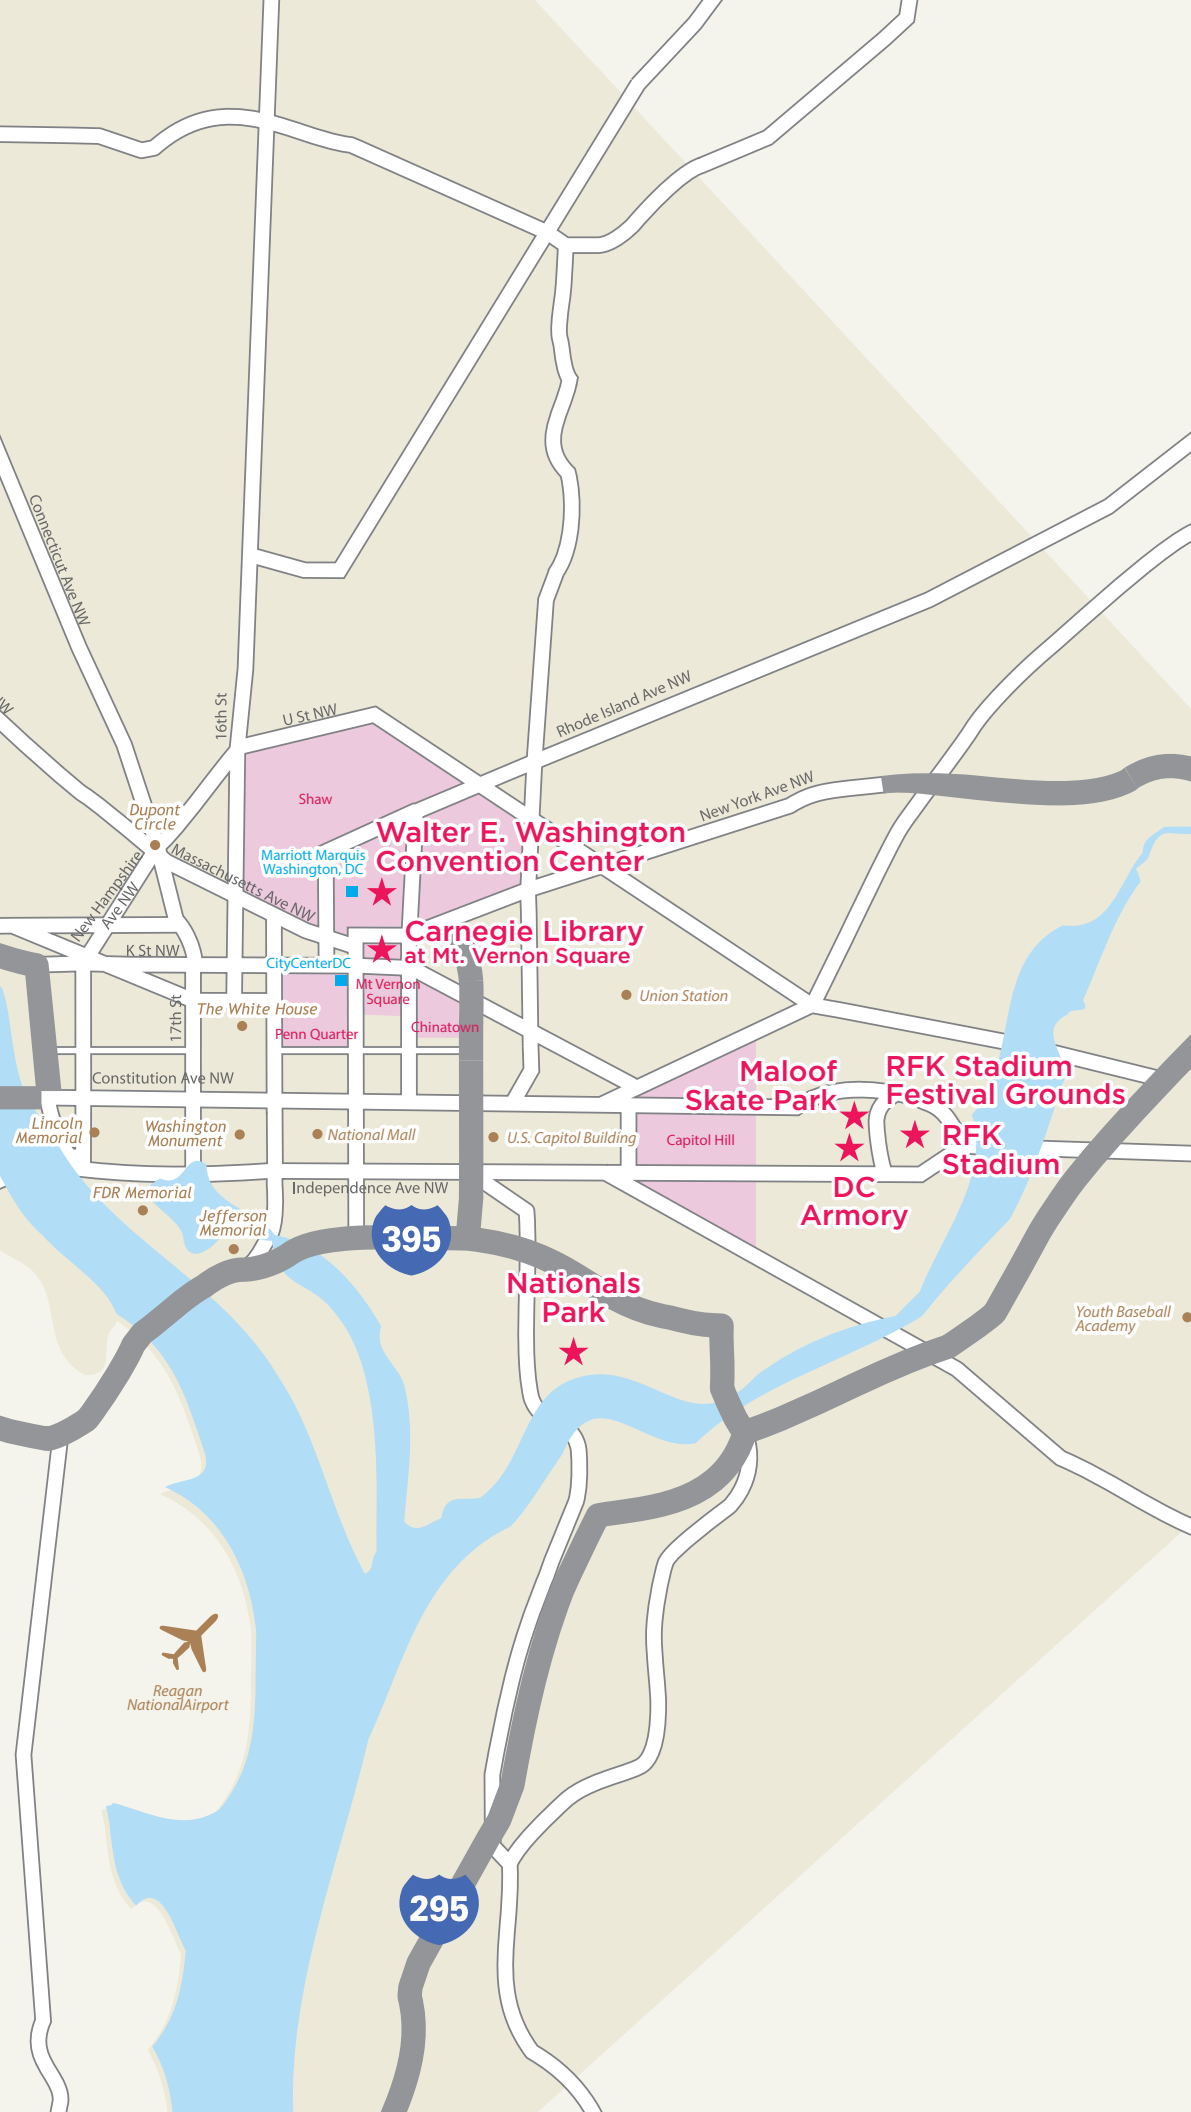 Connecticut Ave NW
16th St
U St NW
Rhode Island Ave NW
New York Ave NW
Shaw
Dupont
Circle
Massachusetts Ave NW
New Hampshire
Ave NW
Marriott Marquis
Washington, DC
Walter E. Washington
Convention Center
Carnegie Library
at Mt. Vernon Square
K St NW
CityCenterDC
Mt Vernon
Square
Union Station
The White House
17th St
Penn Quarter
Chinatown
Constitution Ave NW
Maloof
Skate Park
RFK Stadium
Festival Grounds
Lincoln
Memorial
Washington
Monument
National Mall
U.S. Capitol Building
Capitol Hill
RFK
Stadium
DC
Armory
FDR Memorial
Independence Ave NW
Jefferson
Memorial
395
Nationals
Park
Youth Baseball
Academy
Reagan
NationalAirport
295